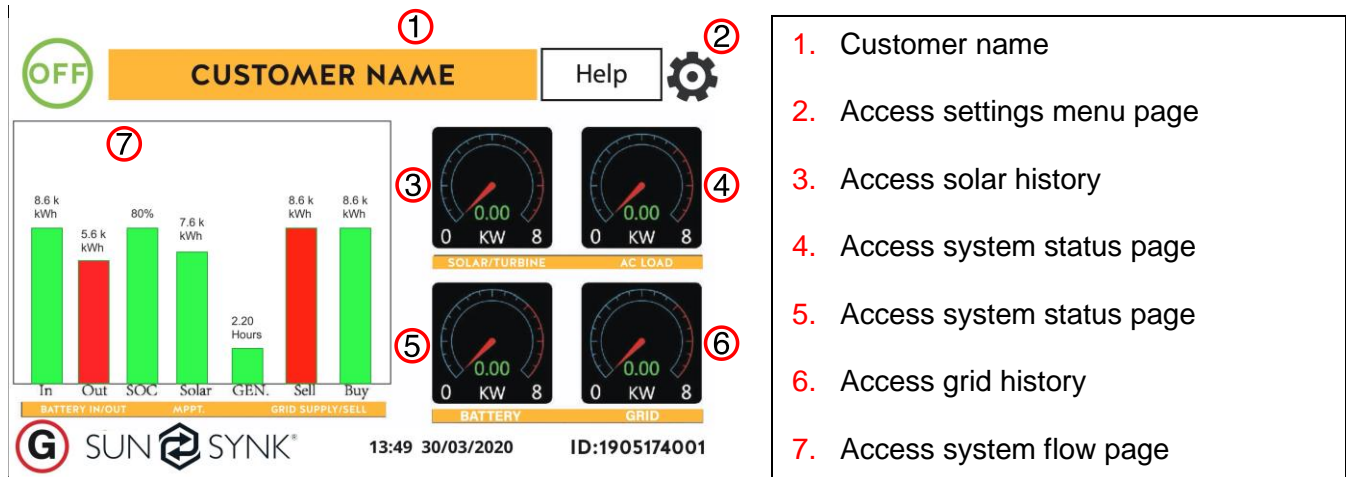 ①
②
OFF
CUSTOMER NAME
Help
⑦
8.6 k
kWh
5.6 k
kWh
80%
7.6 k
kWh
2.20
Hours
8.6 k
kWh
8.6 k
kWh
In Out SOC Solar GEN. Sell Buy
BATTERY IN/OUT MPPT. GRID SUPPLY/SELL
③
0.00
0 KW 8
④
0.00
0 KW 8
SOLAR/TURBINE AC LOAD
⑤
0.00
0 KW 8
⑥
0.00
0 KW 8
BATTERY GRID
G SUN SYNK®
13:49 30/03/2020 ID:1905174001
1. Customer name
2. Access settings menu page
3. Access solar history
4. Access system status page
5. Access system status page
6. Access grid history
7. Access system flow page